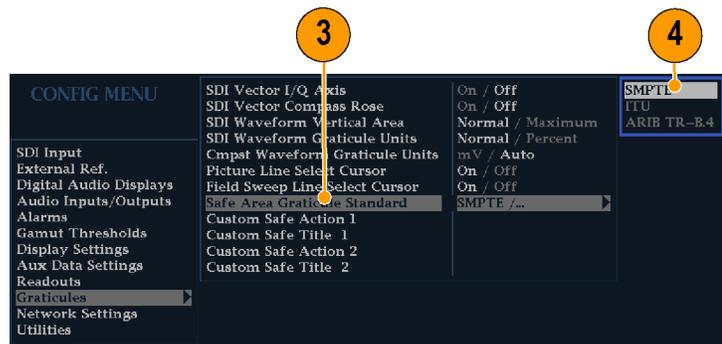 3
4
CONFIG MENU
SDI Input
External Ref.
Digital Audio Displays
Audio Inputs/Outputs
Alarms
Gamut Thresholds
Display Settings
Aux Data Settings
Readouts
Graticules
Network Settings
Utilities
SDI Vector I/Q Axis On / Off
SDI Vector Compass Rose On / Off
SDI Waveform Vertical Area Normal / Maximum
SDI Waveform Graticule Units Normal / Percent
Cmpst Waveform Graticule Units mV / Auto
Picture Line Select Cursor On / Off
Field Sweep Line Select Cursor On / Off
Safe Area Graticule Standard SMPTE /...
Custom Safe Action 1
Custom Safe Title 1
Custom Safe Action 2
Custom Safe Title 2
SMPTE
ITU
ARIB TR-B.4